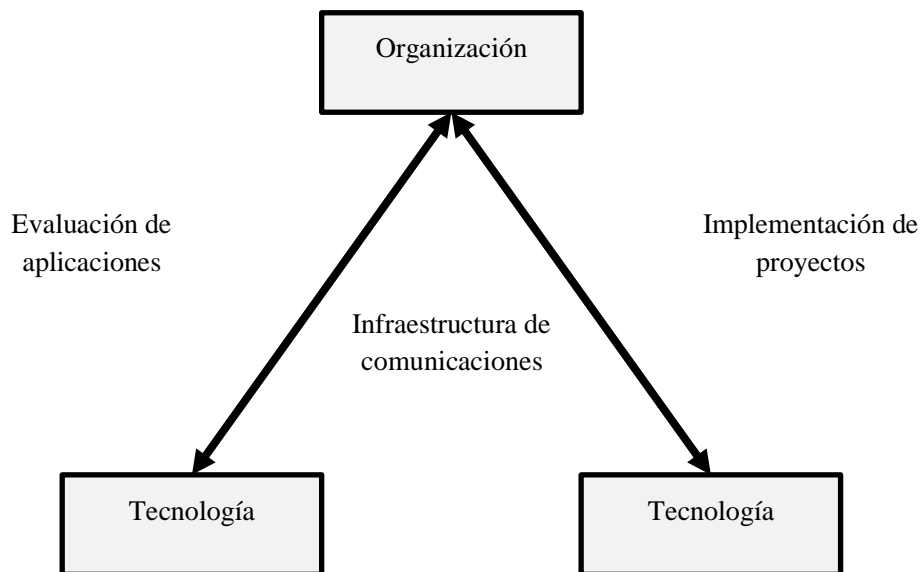 Organización
Evaluación de
aplicaciones
Implementación de
proyectos
Infraestructura de
comunicaciones
Tecnología
Tecnología